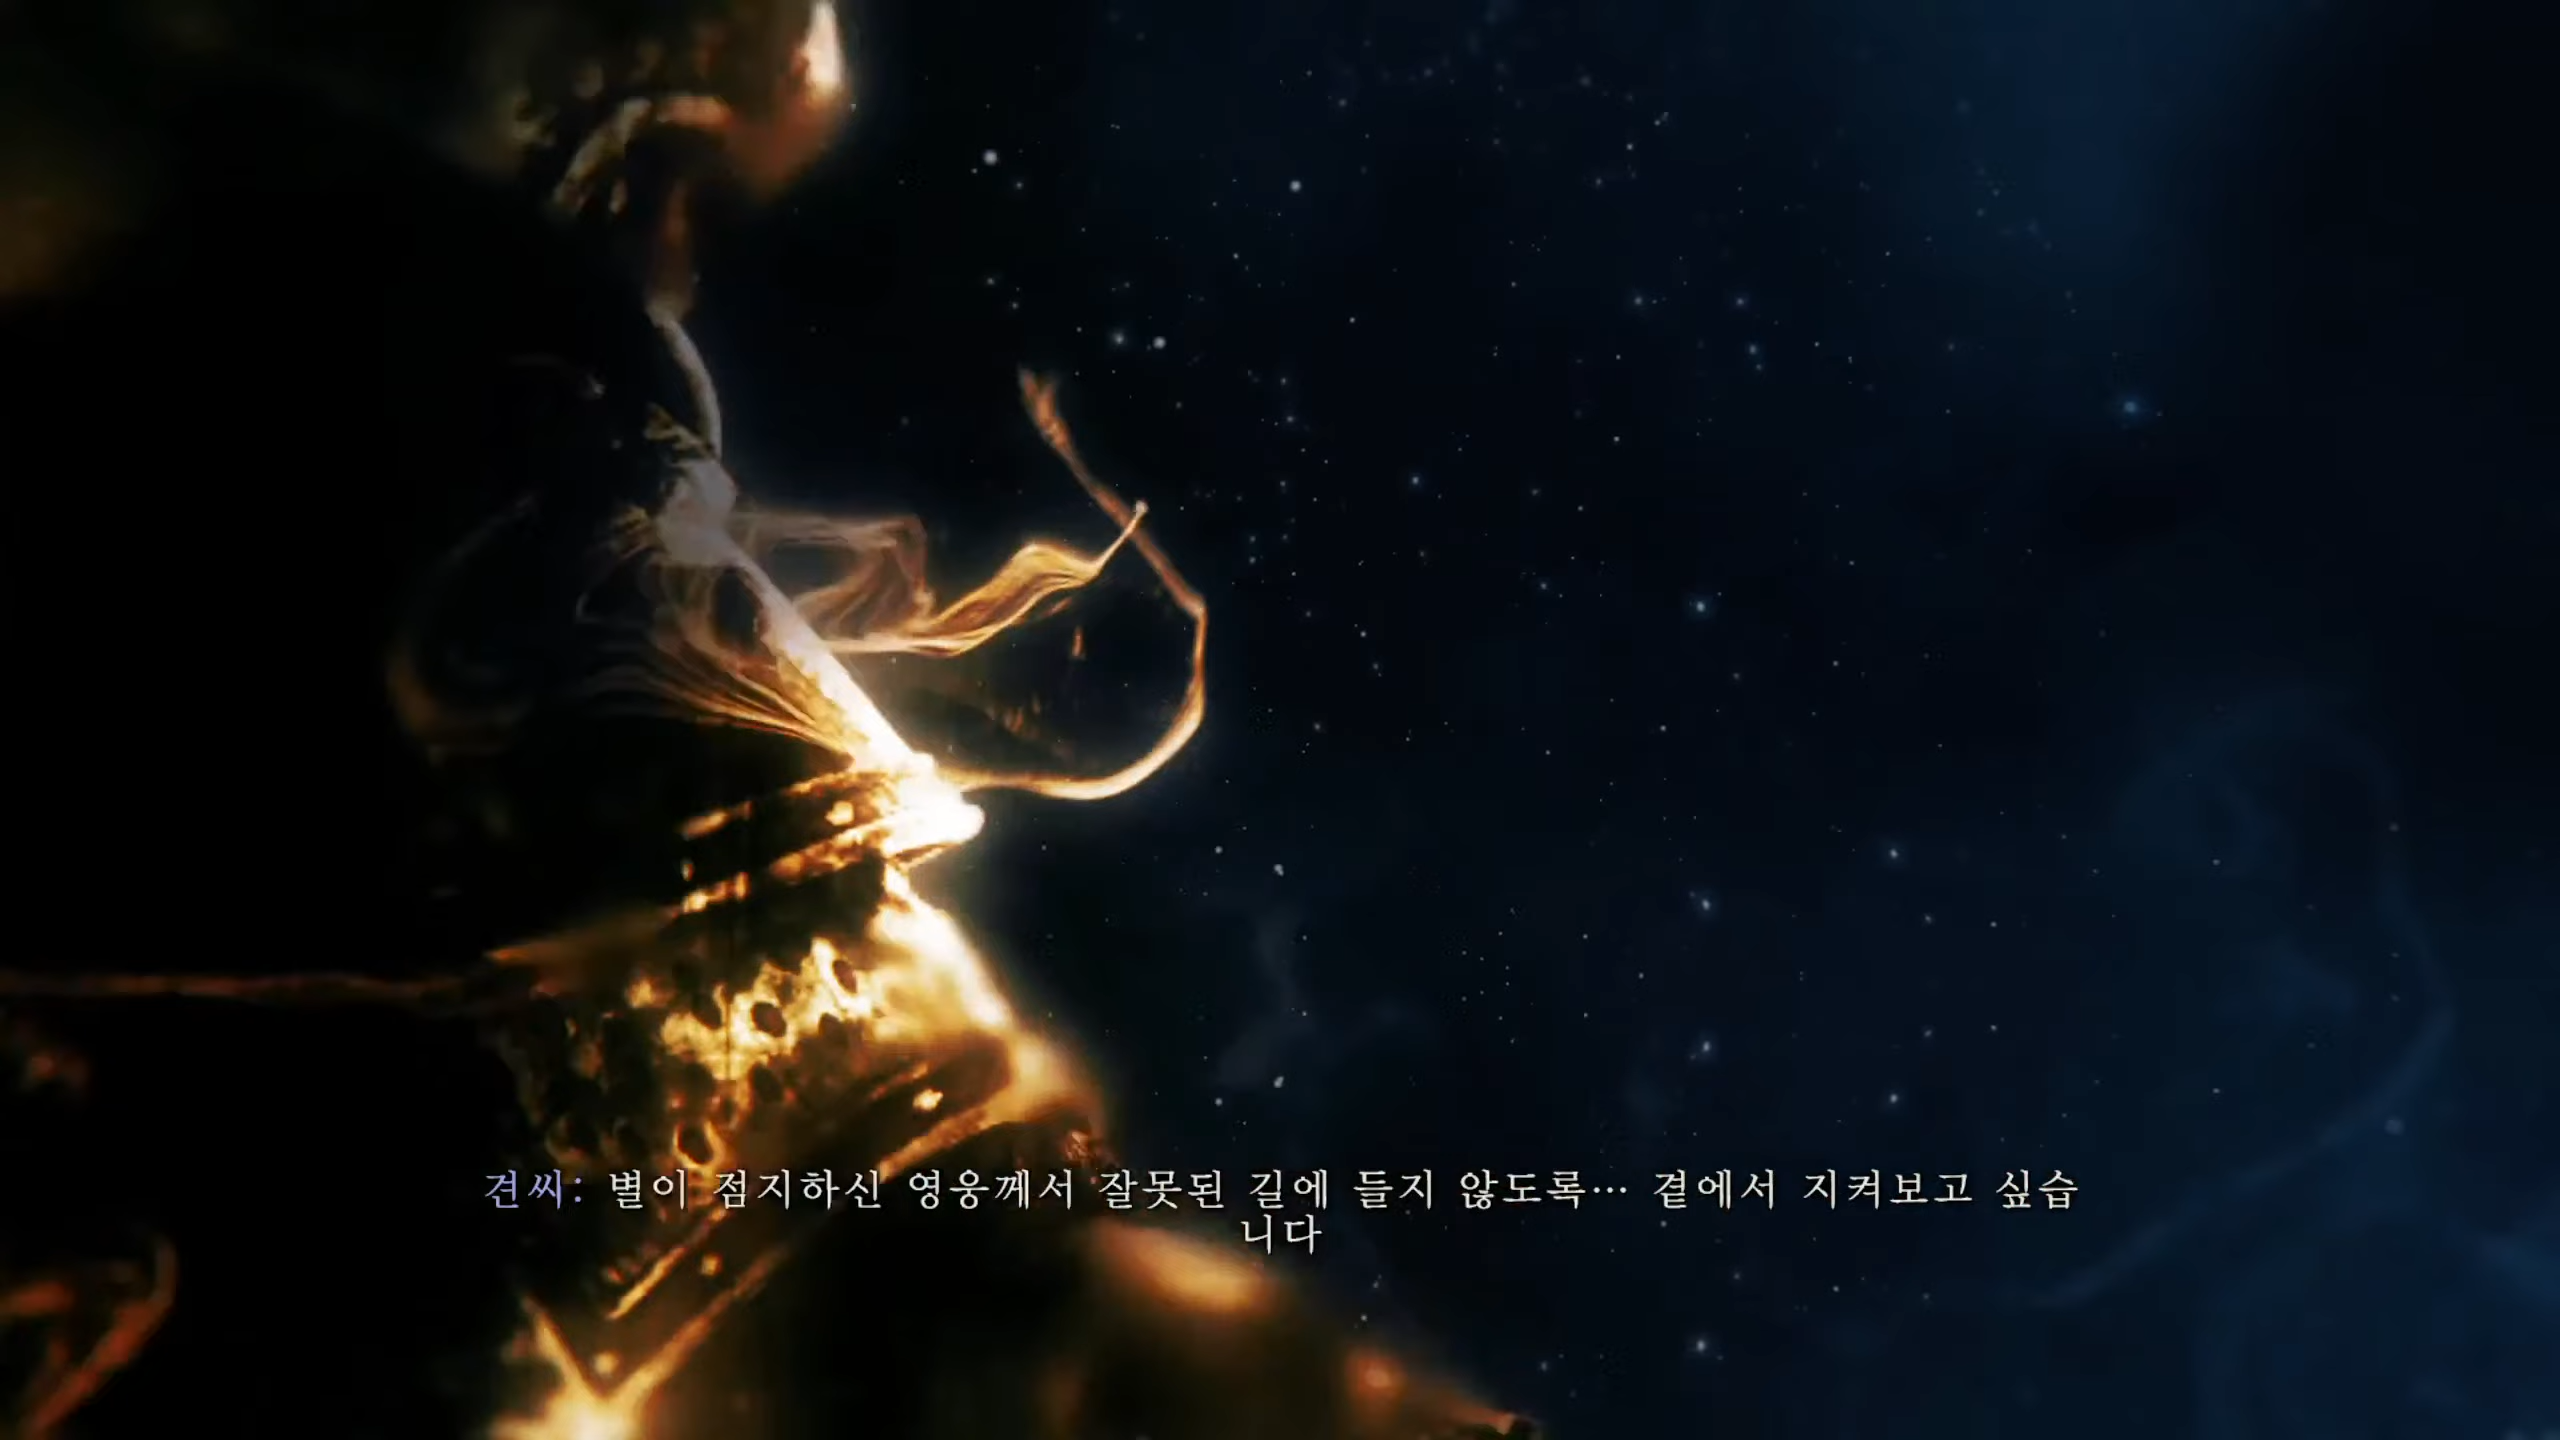 견씨: 별이 점지하신 영웅께서 잘못된 길에 들지 않도록… 곁에서 지켜보고 싶습
니다